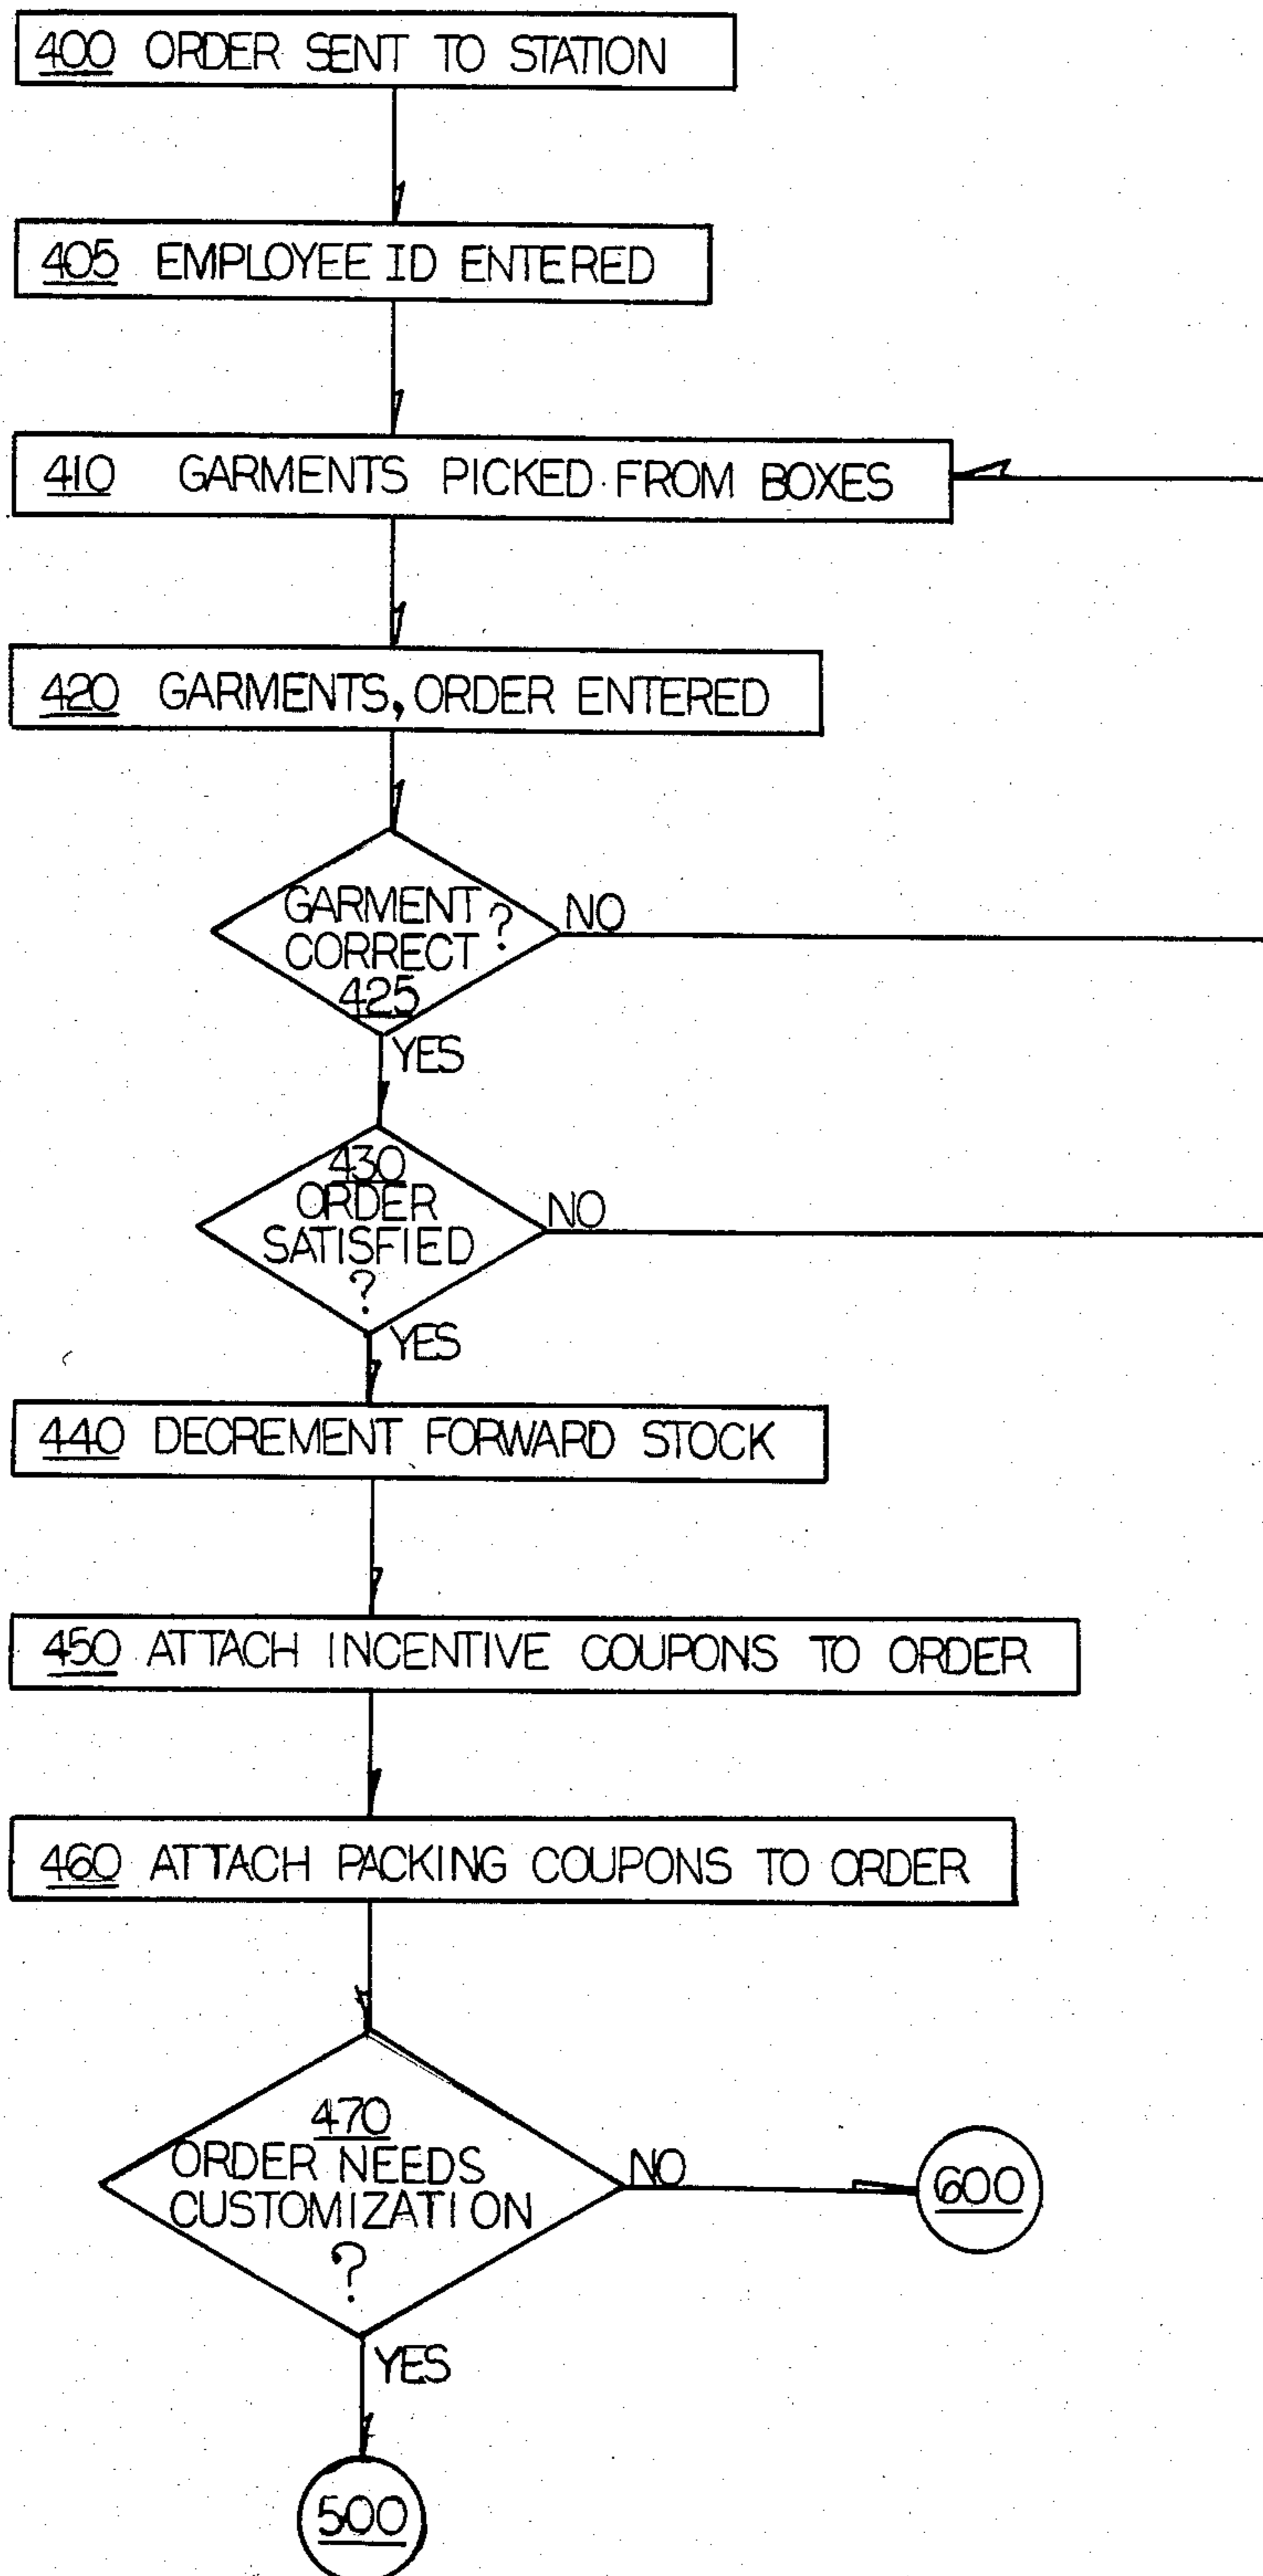 400 ORDER SENT TO STATION
405 EMPLOYEE ID ENTERED
410 GARMENTS PICKED FROM BOXES
420 GARMENTS, ORDER ENTERED
GARMENT
CORRECT ?
425
NO
YES
430
ORDER
SATISFIED
?
NO
YES
440 DECREMENT FORWARD STOCK
450 ATTACH INCENTIVE COUPONS TO ORDER
460 ATTACH PACKING COUPONS TO ORDER
470
ORDER NEEDS
CUSTOMIZATION
?
NO
600
YES
500